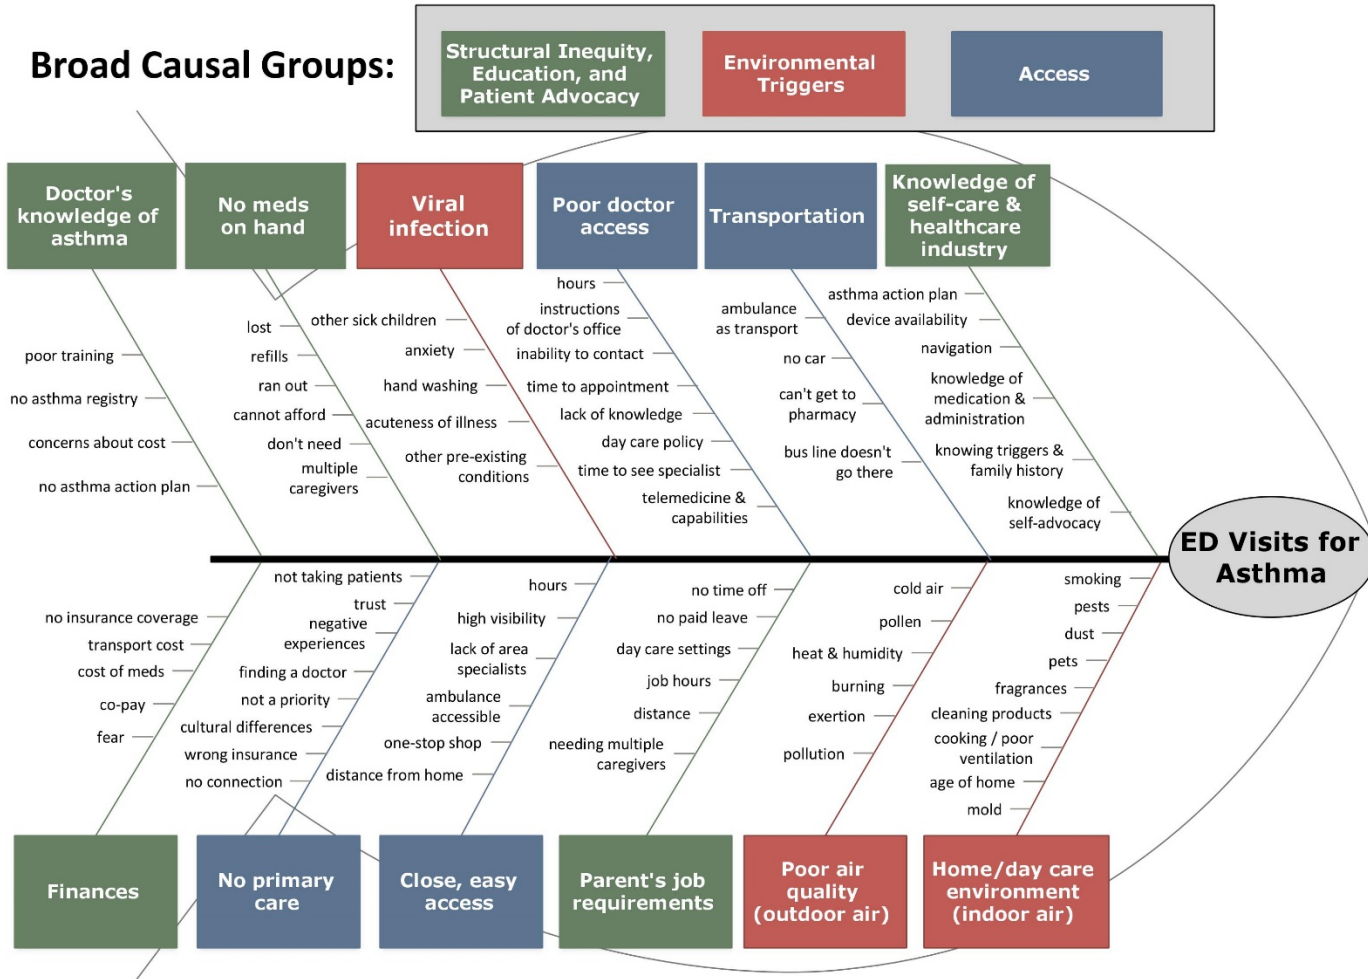 Broad Causal Groups:
Structural Inequity,
Education, and
Patient Advocacy
Environmental
Triggers
Access
Doctor's
knowledge of
asthma
No meds
on hand
Viral
infection
Poor doctor
access
Transportation
Knowledge of
self-care &
healthcare
industry
poor training
no asthma registry
concerns about cost
no asthma action plan
lost
refills
ran out
cannot afford
don't need
multiple
caregivers
other sick children
anxiety
hand washing
acuteness of illness
other pre-existing
conditions
hours
instructions
of doctor's office
inability to contact
time to appointment
lack of knowledge
day care policy
time to see specialist
telemedicine &
capabilities
ambulance
as transport
no car
can't get to
pharmacy
bus line doesn't
go there
asthma action plan
device availability
navigation
knowledge of
medication &
administration
knowing triggers &
family history
knowledge of
self-advocacy
ED Visits for
Asthma
no insurance coverage
transport cost
cost of meds
co-pay
fear
not taking patients
trust
negative
experiences
finding a doctor
not a priority
cultural differences
wrong insurance
no connection
hours
high visibility
lack of area
specialists
ambulance
accessible
one-stop shop
distance from home
no time off
no paid leave
day care settings
job hours
distance
needing multiple
caregivers
cold air
pollen
heat & humidity
burning
exertion
pollution
smoking
pests
dust
pets
fragrances
cleaning products
cooking / poor
ventilation
age of home
mold
Finances
No primary
care
Close, easy
access
Parent's job
requirements
Poor air
quality
(outdoor air)
Home/day care
environment
(indoor air)